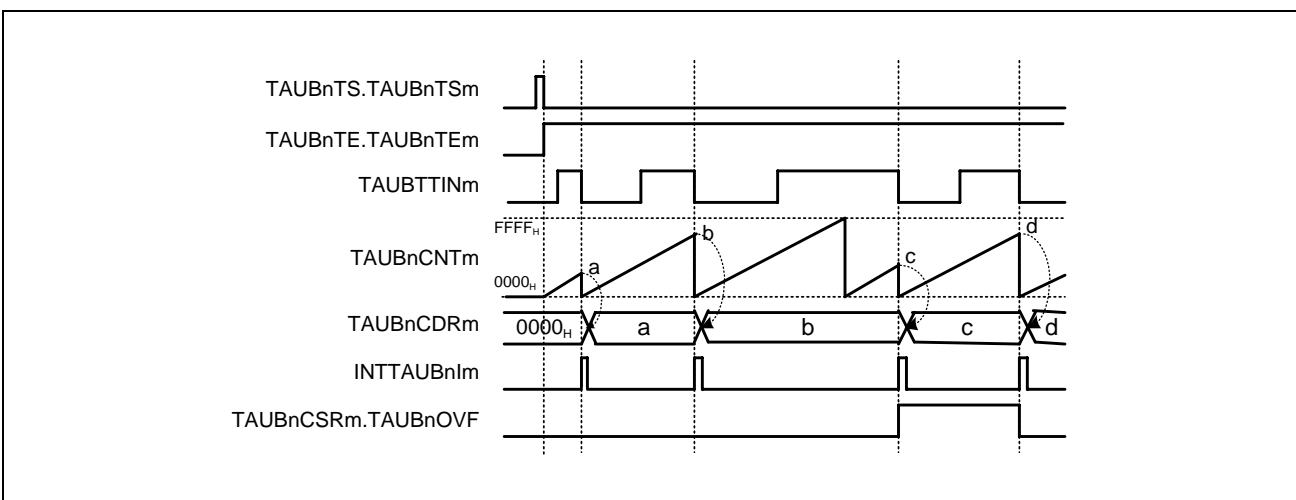 TAUBnTS.TAUBnTSm
TAUBnTE.TAUBnTEm
TAUBTTINm
FFFFH
b
d
a
c
TAUBnCNTm
0000H
TAUBnCDRm
0000H
a
b
c
d
INTTAUBnIm
TAUBnCSRm.TAUBnOVF